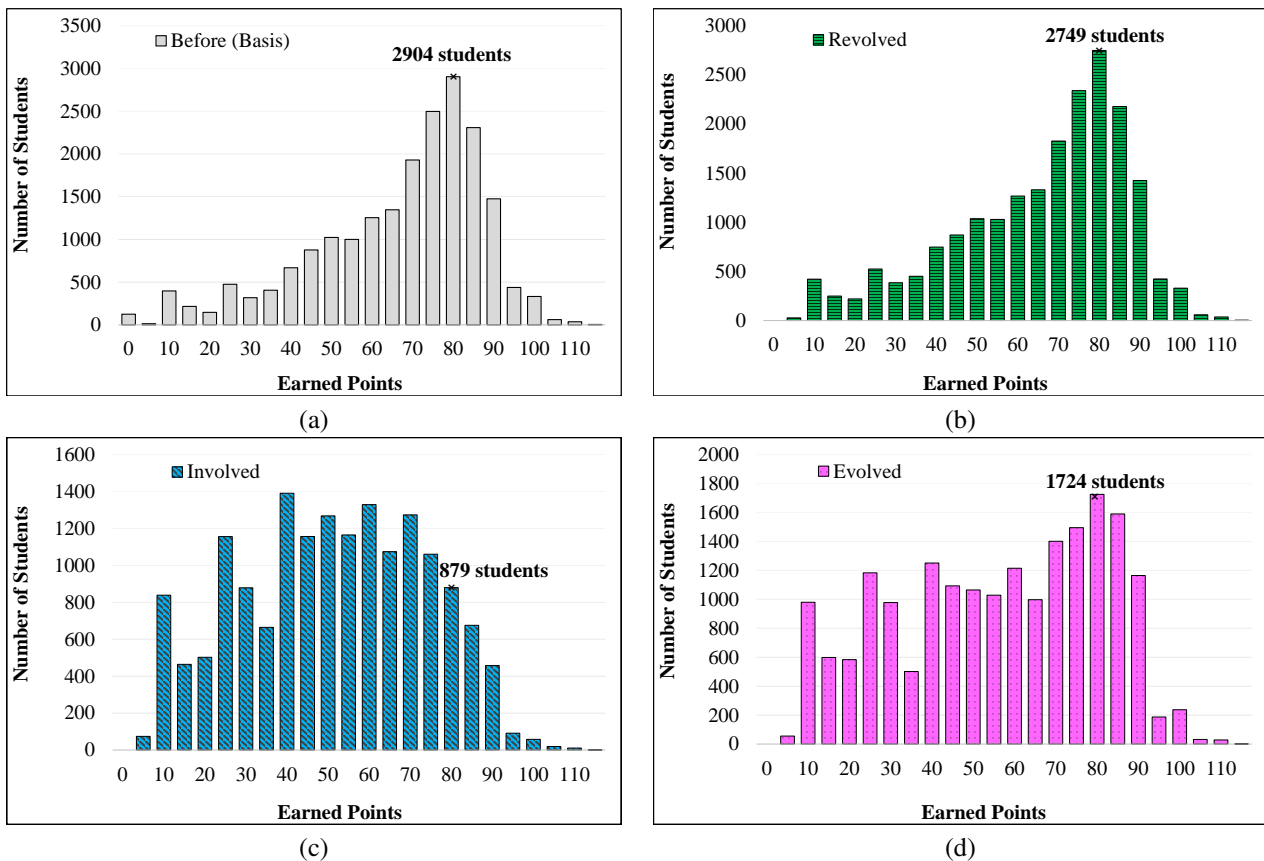 3500
Before (Basis)
2904 students
3000
2500
2000
1500
1000
500
0
Number of Students
0 10 20 30 40 50 60 70 80 90 100 110
Earned Points
(a)
3000
Revolved
2749 students
2500
2000
1500
1000
500
0
Number of Students
0 10 20 30 40 50 60 70 80 90 100 110
Earned Points
(b)
1600
Involved
1400
1200
879 students
1000
800
600
400
200
0
Number of Students
0 10 20 30 40 50 60 70 80 90 100 110
Earned Points
(c)
2000
Evolved
1724 students
1800
1600
1400
1200
1000
800
600
400
200
0
Number of Students
0 10 20 30 40 50 60 70 80 90 100 110
Earned Points
(d)